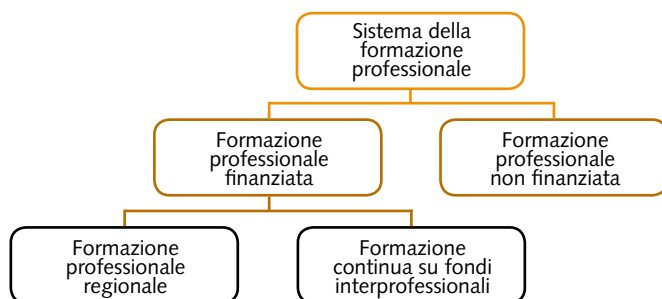 Sistema della
formazione
professionale
Formazione
professionale
finanziata
Formazione
professionale
non finanziata
Formazione
professionale
regionale
Formazione
continua su fondi
interprofessionali